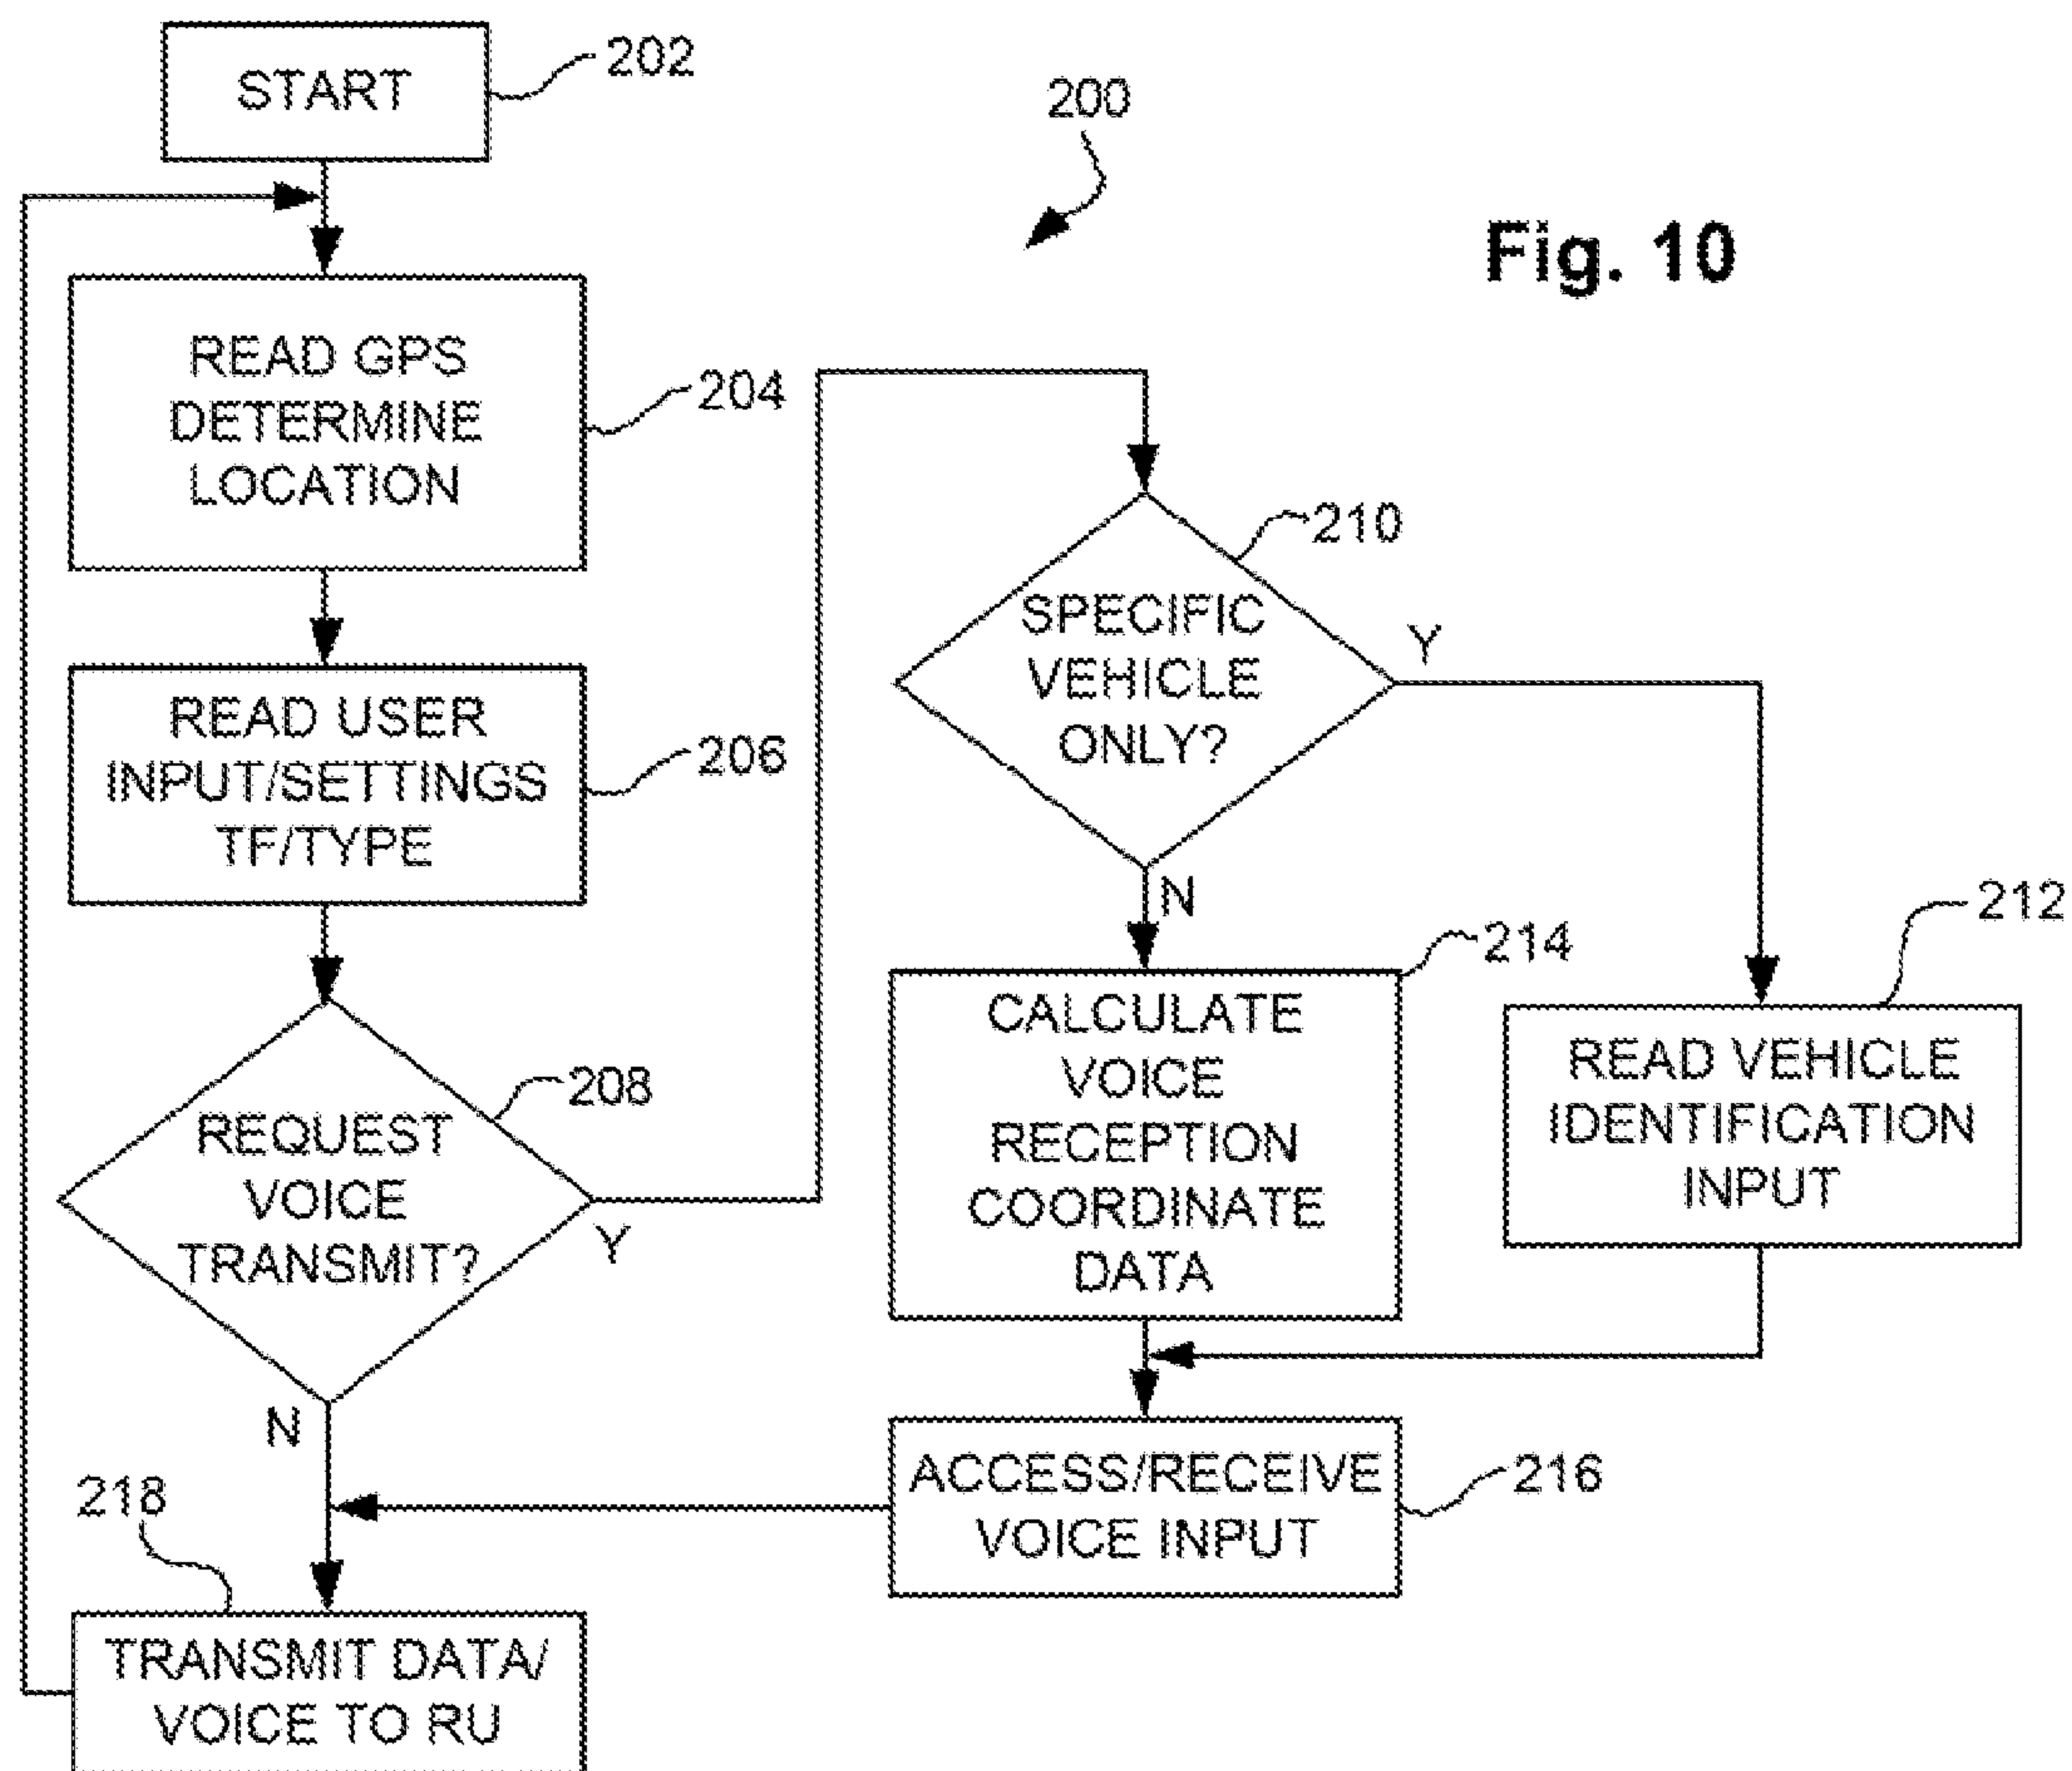 START
202
200
Fig. 10
READ GPS
DETERMINE
LOCATION
204
READ USER
INPUT/SETTINGS
TF/TYPE
206
REQUEST
VOICE
TRANSMIT?
208
Y
N
SPECIFIC
VEHICLE
ONLY?
210
Y
N
CALCULATE
VOICE
RECEPTION
COORDINATE
DATA
214
READ VEHICLE
IDENTIFICATION
INPUT
212
ACCESS/RECEIVE
VOICE INPUT
216
218
TRANSMIT DATA/
VOICE TO RU